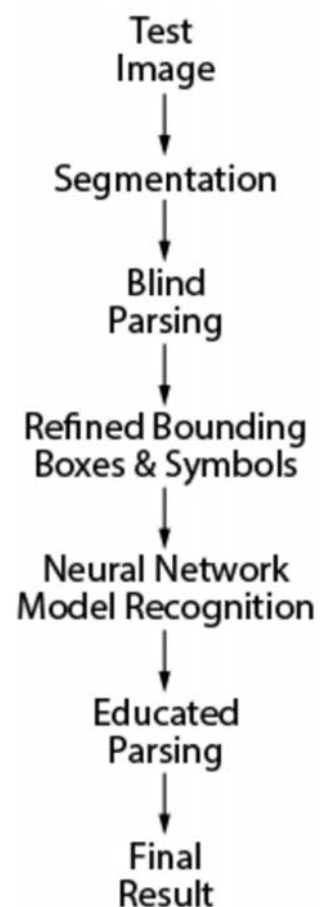 Test
Image
Segmentation
Blind
Parsing
Refined Bounding
Boxes & Symbols
Neural Network
Model Recognition
Educated
Parsing
Final
Result